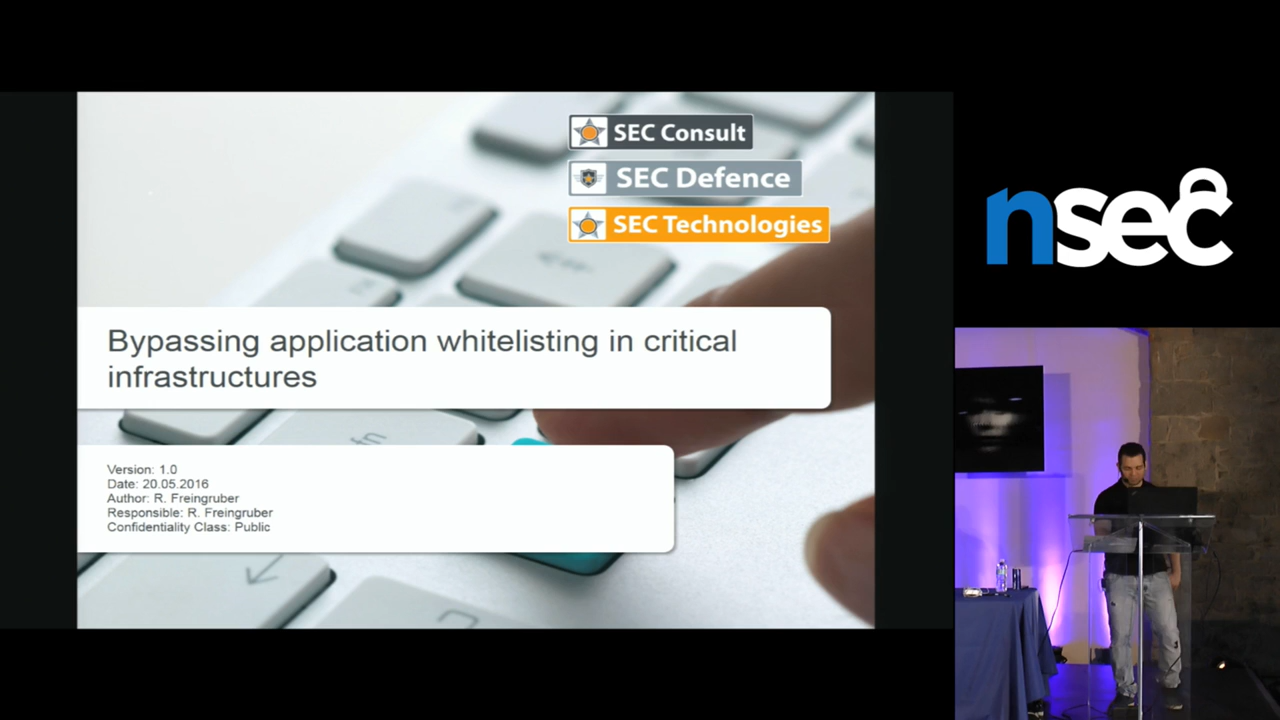 SEC Consult
SEC Defence
SEC Technologies
Bypassing application whitelisting in critical
infrastructures
fn
Version: 1.0
Date: 20.05.2016
Author: R. Freingruber
Responsible: R. Freingruber
Confidentiality Class: Public
nsec